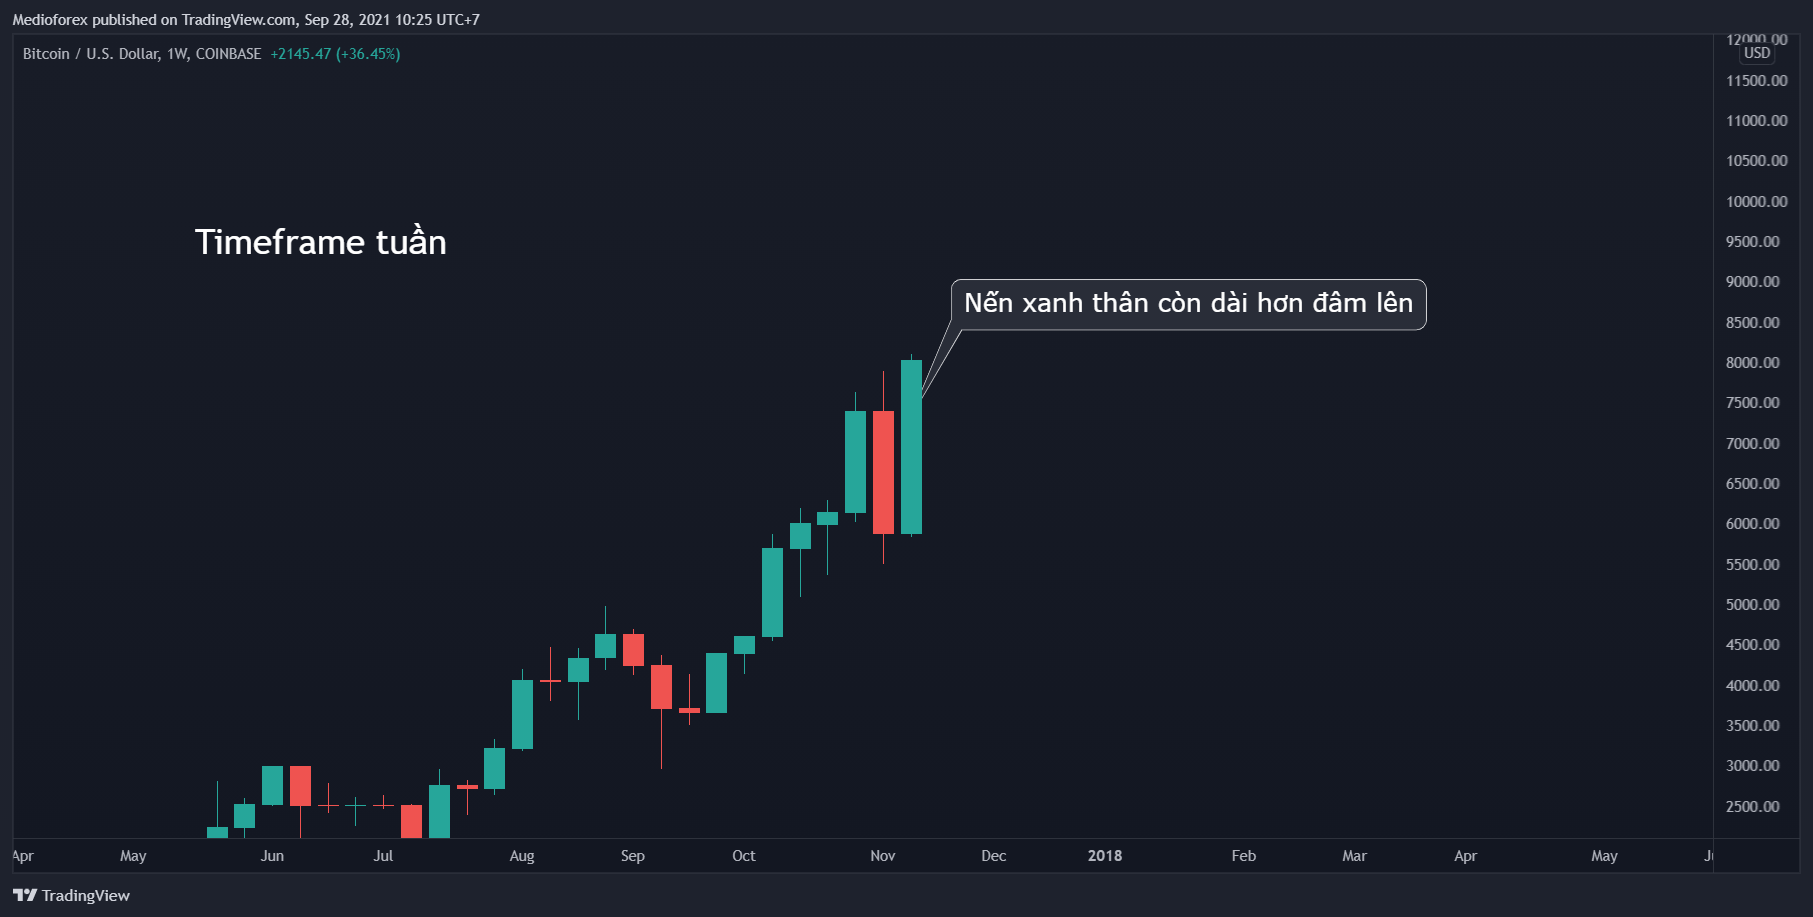 Medioforex published on TradingView.com, Sep 28, 2021 10:25 UTC+7
Bitcoin / U.S. Dollar, 1W, COINBASE +2145.47 (+36.45%)
12000.00
USD
11500.00
11000.00
10500.00
10000.00
Timeframe tuần
9500.00
9000.00
Nến xanh thân còn dài hơn đâm lên
8500.00
8000.00
7500.00
7000.00
6500.00
6000.00
5500.00
5000.00
4500.00
4000.00
3500.00
3000.00
2500.00
Apr May Jun Jul Aug Sep Oct Nov Dec 2018 Feb Mar Apr May
TradingView